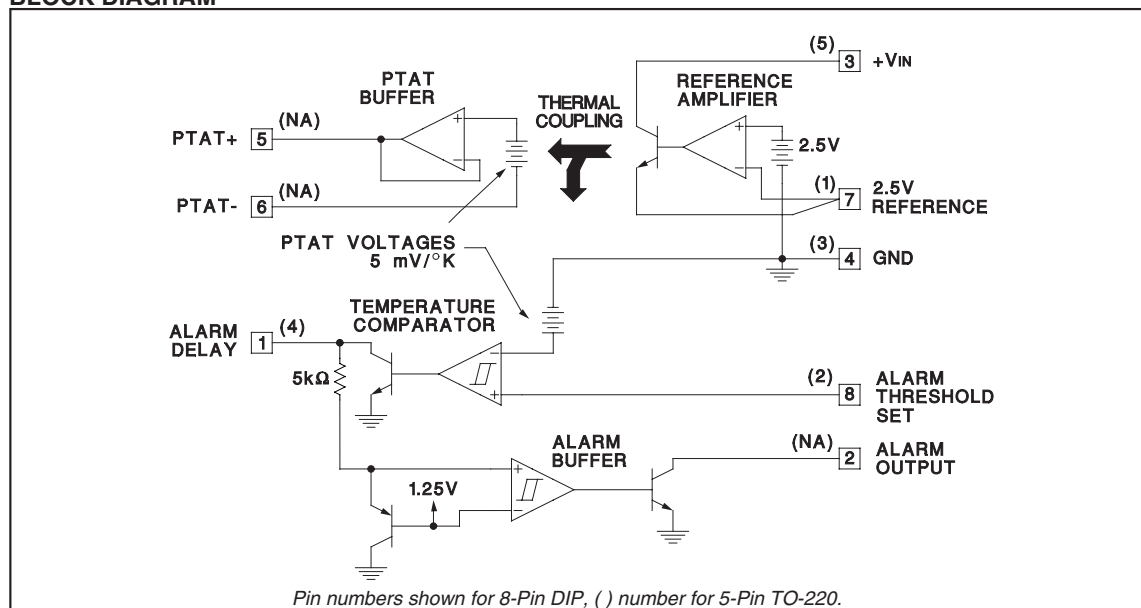 BLOCK DIAGRAM
(5)
3
+VIN
PTAT
BUFFER
REFERENCE
AMPLIFIER
THERMAL
COUPLING
(NA)
PTAT+
5
+
−
+
−
2.5V
(NA)
PTAT-
6
(1)
7
2.5V
REFERENCE
PTAT VOLTAGES
5 mV/°K
(3)
4
GND
TEMPERATURE
COMPARATOR
ALARM
DELAY
1
(4)
−
+
5kΩ
(2)
8
ALARM
THRESHOLD
SET
ALARM
BUFFER
(NA)
2
ALARM
OUTPUT
+
−
1.25V
Pin numbers shown for 8-Pin DIP, ( ) number for 5-Pin TO-220.